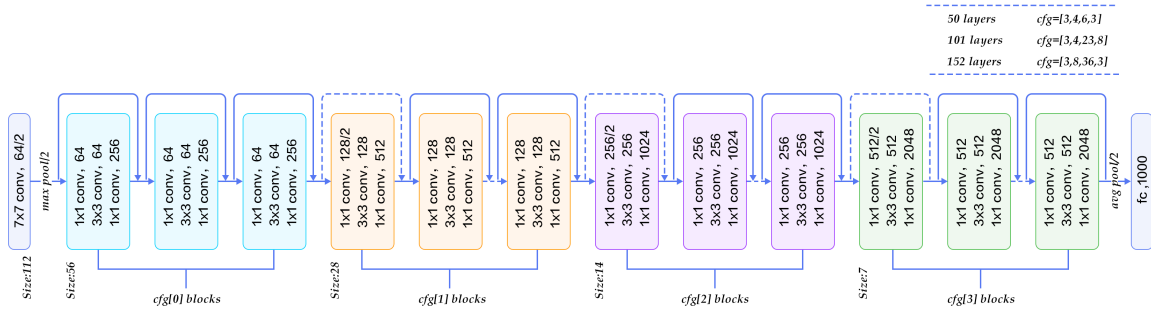 50 layers cfg=[3,4,6,3]
101 layers cfg=[3,4,23,8]
152 layers cfg=[3,8,36,3]
7x7 conv, 64/2
max pool/2
1x1 conv, 64
3x3 conv, 64
1x1 conv, 256
1x1 conv, 64
3x3 conv, 64
1x1 conv, 256
1x1 conv, 64
3x3 conv, 64
1x1 conv, 256
1x1 conv, 128/2
3x3 conv, 128
1x1 conv, 512
1x1 conv, 128
3x3 conv, 128
1x1 conv, 512
1x1 conv, 128
3x3 conv, 128
1x1 conv, 512
1x1 conv, 256/2
3x3 conv, 256
1x1 conv, 1024
1x1 conv, 256
3x3 conv, 256
1x1 conv, 1024
1x1 conv, 256
3x3 conv, 256
1x1 conv, 1024
1x1 conv, 512/2
3x3 conv, 512
1x1 conv, 2048
1x1 conv, 512
3x3 conv, 512
1x1 conv, 2048
1x1 conv, 512
3x3 conv, 512
1x1 conv, 2048
avg pool/2
fc ,1000
Size:112
Size:56
Size:28
Size:14
Size:7
cfg[0] blocks
cfg[1] blocks
cfg[2] blocks
cfg[3] blocks